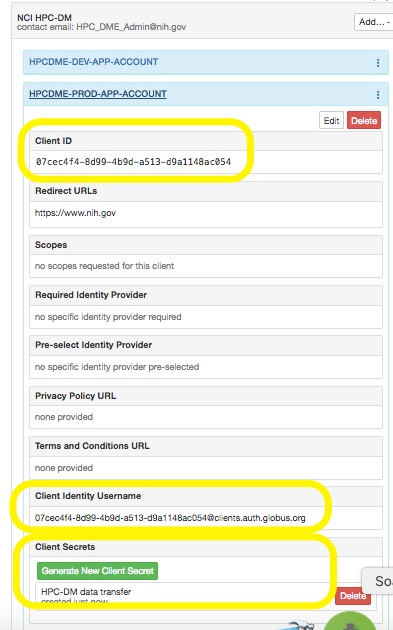 NCI HPC-DM
contact email: HPC_DME_Admin@nih.gov
Add... -
HPCDME-DEV-APP-ACCOUNT
HPCDME-PROD-APP-ACCOUNT
Edit Delete
Client ID
07cec4f4-8d99-4b9d-a513-d9a1148ac054
Redirect URLs
https://www.nih.gov
Scopes
no scopes requested for this client
Required Identity Provider
no specific identity provider required
Pre-select Identity Provider
no specific identity provider pre-selected
Privacy Policy URL
none provided
Terms and Conditions URL
none provided
Client Identity Username
07cec4f4-8d99-4b9d-a513-d9a1148ac054@clients.auth.globus.org
Client Secrets
Generate New Client Secret
HPC-DM data transfer
created just now
Delete